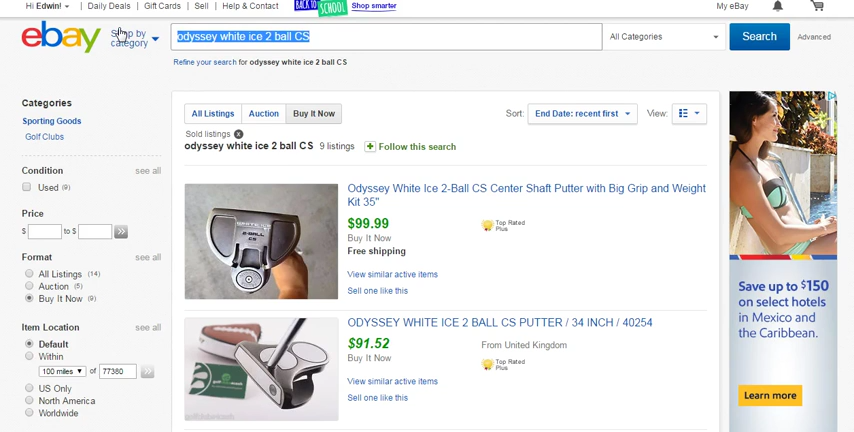 Hi Edwin! Daily Deals Gift Cards Sell Help & Contact BACK TO SCHOOL Shop smarter My eBay
ebay Shop by category odyssey white ice 2 ball CS All Categories Search Advanced
Refine your search for odyssey white ice 2 ball CS
Categories
Sporting Goods
Golf Clubs
Condition see all
Used (9)
Price
$ to $
Format see all
All Listings (14)
Auction (5)
Buy It Now (9)
Item Location see all
Default
Within
100 miles of 77380
US Only
North America
Worldwide
All Listings Auction Buy It Now Sort: End Date: recent first View:
Sold listings
odyssey white ice 2 ball CS 9 listings Follow this search
Odyssey White Ice 2-Ball CS Center Shaft Putter with Big Grip and Weight
Kit 35"
$99.99
Buy It Now
Free shipping
Top Rated
Plus
View similar active items
Sell one like this
WHITE ICE
2-BALL
CS
ODYSSEY WHITE ICE 2 BALL CS PUTTER / 34 INCH / 40254
$91.52 From United Kingdom
Buy It Now
Top Rated
Plus
View similar active items
Sell one like this
Save up to $150
on select hotels
in Mexico and
the Caribbean.
Learn more